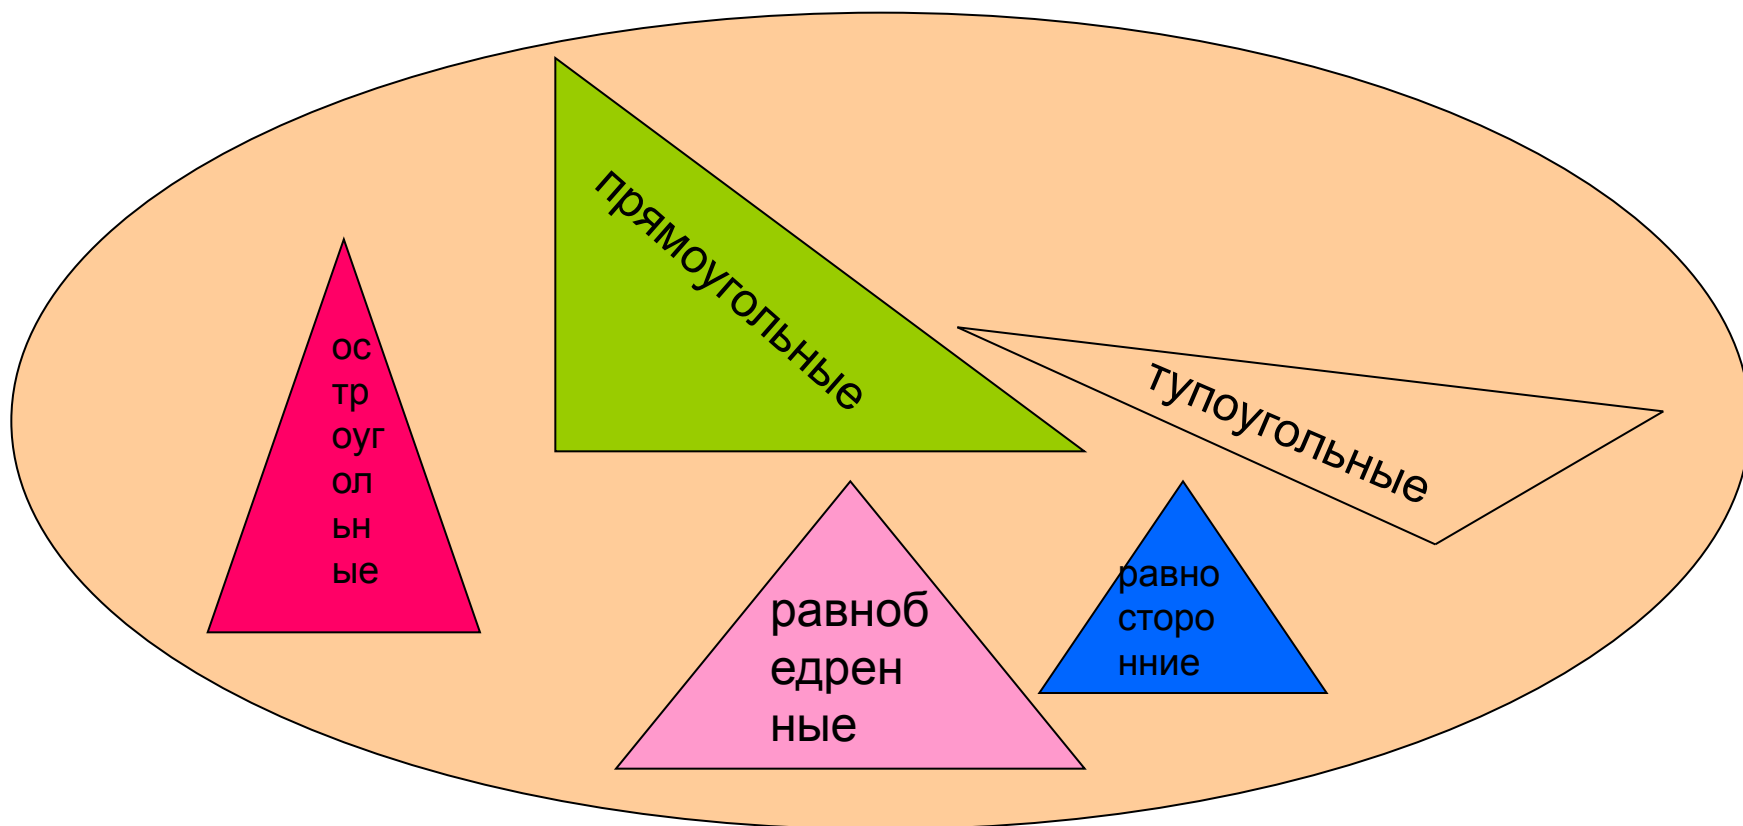 прямоугольные
ос
тр
оуг
ол
ьн
ые
тупоугольные
равноб
едрен
ные
равно
сторо
нние